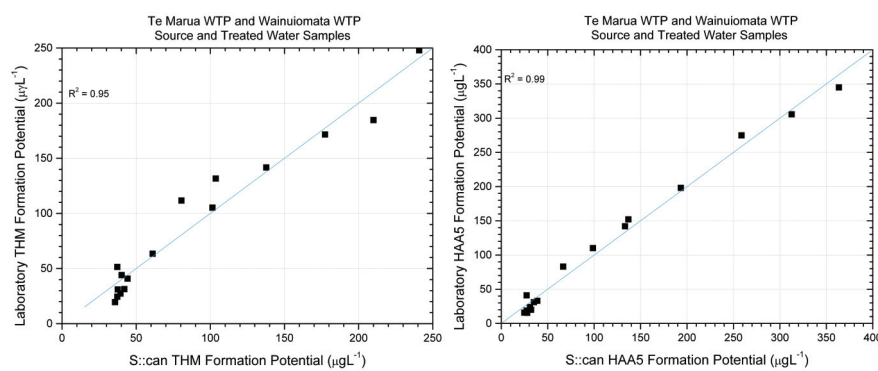 Te Marua WTP and Wainuiomata WTP
Source and Treated Water Samples
250
200
150
100
50
0
R² = 0.95
Laboratory THM Formation Potential (μγL⁻¹)
0 50 100 150 200 250
S::can THM Formation Potential (μgL⁻¹)
Te Marua WTP and Wainuiomata WTP
Source and Treated Water Samples
400
350
300
250
200
150
100
50
0
R² = 0.99
Laboratory HAA5 Formation Potential (μgL⁻¹)
0 50 100 150 200 250 300 350 400
S::can HAA5 Formation Potential (μgL⁻¹)